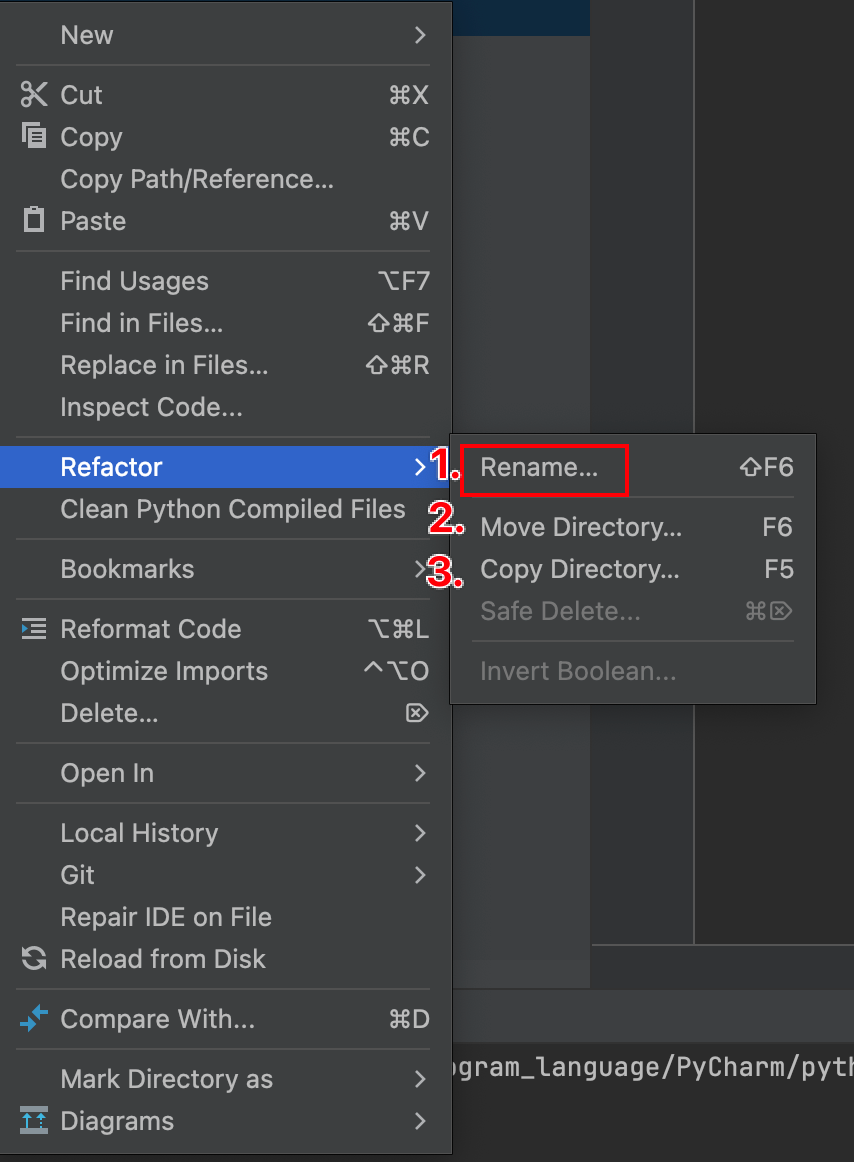 New
Cut ⌘X
Copy ⌘C
Copy Path/Reference...
Paste ⌘V
Find Usages ⌥F7
Find in Files... ⇧⌘F
Replace in Files... ⇧⌘R
Inspect Code...
Refactor
Clean Python Compiled Files
Bookmarks
Reformat Code ⌥⌘L
Optimize Imports ^⌥O
Delete... ⌦
Open In
Local History
Git
Repair IDE on File
Reload from Disk
Compare With... ⌘D
Mark Directory as
Diagrams
1. Rename... ⇧F6
2. Move Directory... F6
3. Copy Directory... F5
Safe Delete... ⌘⌦
Invert Boolean...
ogram_language/PyCharm/pyth